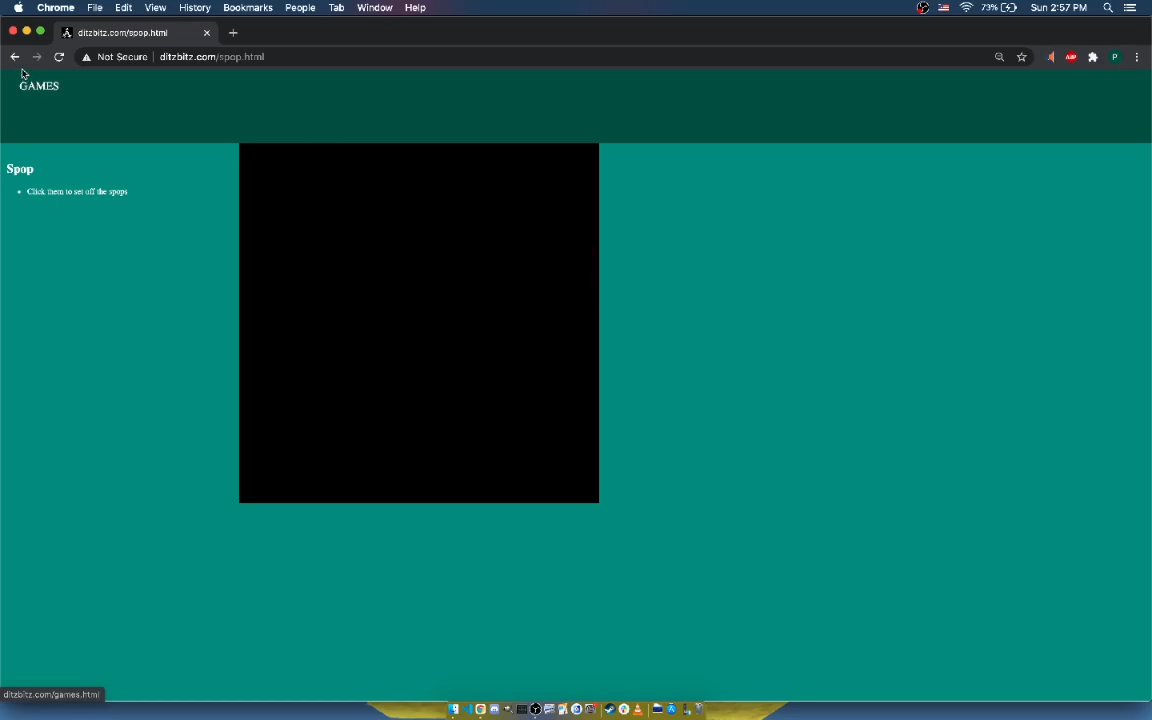 Chrome File Edit View History Bookmarks People Tab Window Help 73% Sun 2:57 PM
ditzbitz.com/spop.html
Not Secure ditzbitz.com/spop.html ABP P
GAMES
Spop
• Click them to set off the spops
ditzbitz.com/games.html